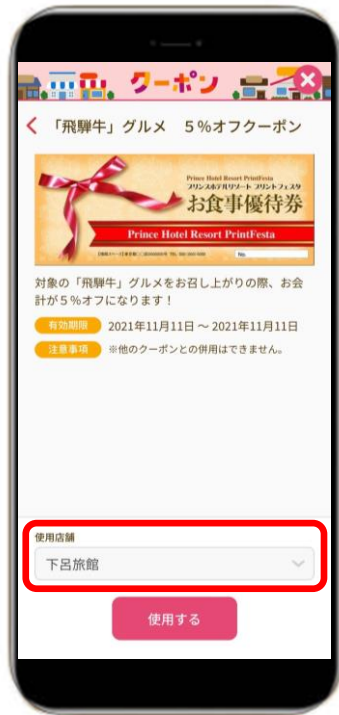 クーポン
「飛騨牛」グルメ 5%オフクーポン
Prince Hotel Resort PrintFesta
プリンスホテルリゾート プリントフェスタ
お食事優待券
Prince Hotel Resort PrintFesta
No.
対象の「飛騨牛」グルメをお召し上がりの際、お会
計が5%オフになります！
有効期限 2021年11月11日 ～ 2021年11月11日
注意事項 ※他のクーポンとの併用はできません。
使用店舗
下呂旅館
使用する